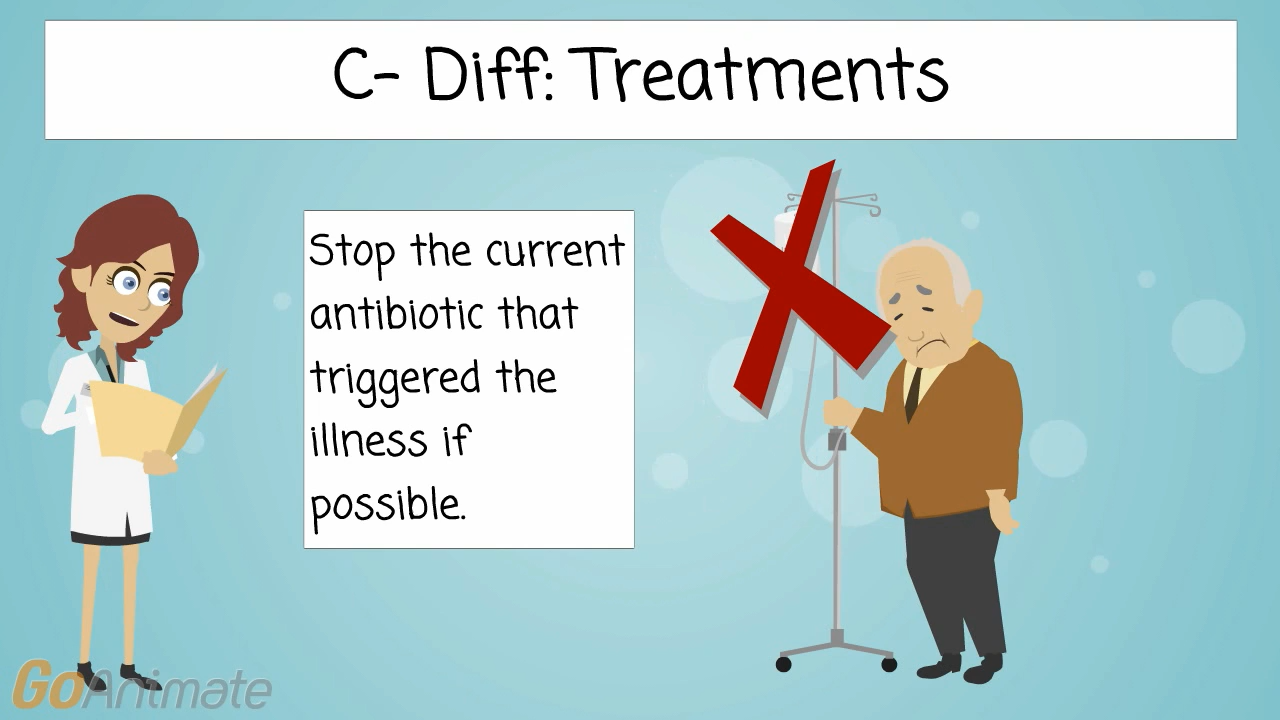 C- Diff: Treatments
Stop the current
antibiotic that
triggered the
illness if
possible.
GoAnimate